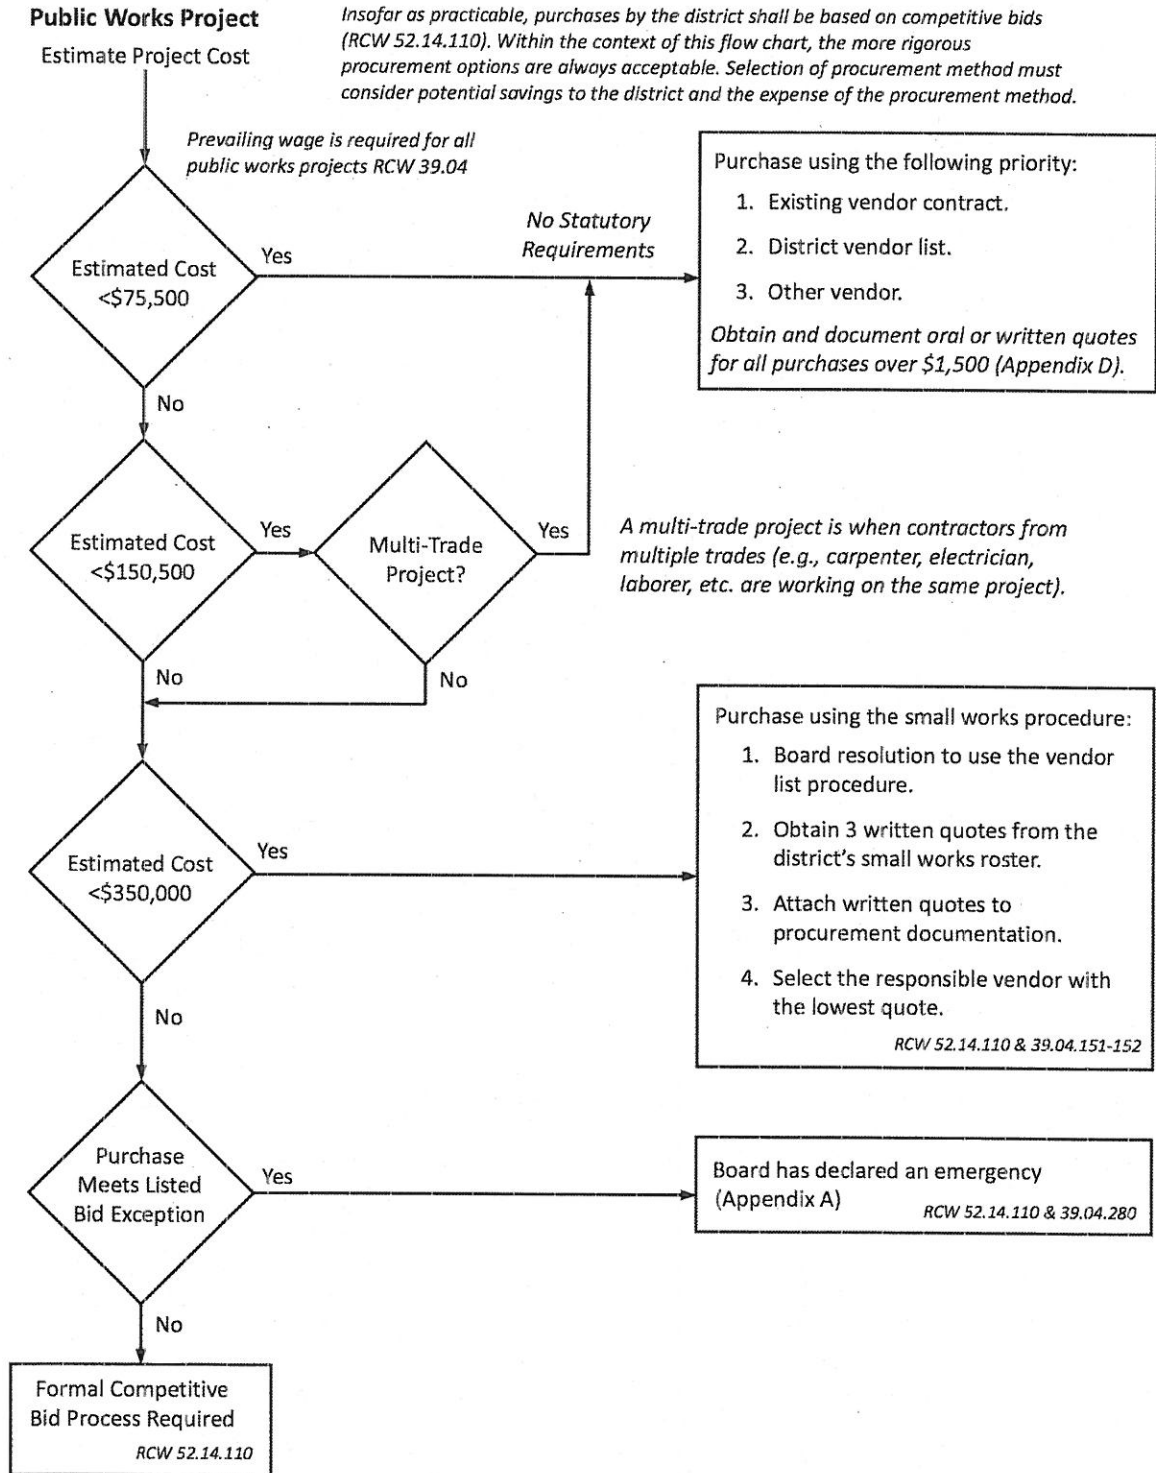 Public Works Project
Estimate Project Cost
Insofar as practicable, purchases by the district shall be based on competitive bids
(RCW 52.14.110). Within the context of this flow chart, the more rigorous
procurement options are always acceptable. Selection of procurement method must
consider potential savings to the district and the expense of the procurement method.
Prevailing wage is required for all
public works projects RCW 39.04
Estimated Cost
<$75,500
Yes
No Statutory
Requirements
Purchase using the following priority:
1. Existing vendor contract.
2. District vendor list.
3. Other vendor.
Obtain and document oral or written quotes
for all purchases over $1,500 (Appendix D).
No
Estimated Cost
<$150,500
Yes
Multi-Trade
Project?
Yes
A multi-trade project is when contractors from
multiple trades (e.g., carpenter, electrician,
laborer, etc. are working on the same project).
No
No
Estimated Cost
<$350,000
Yes
Purchase using the small works procedure:
1. Board resolution to use the vendor
list procedure.
2. Obtain 3 written quotes from the
district's small works roster.
3. Attach written quotes to
procurement documentation.
4. Select the responsible vendor with
the lowest quote.
RCW 52.14.110 & 39.04.151-152
No
Purchase
Meets Listed
Bid Exception
Yes
Board has declared an emergency
(Appendix A)
RCW 52.14.110 & 39.04.280
No
Formal Competitive
Bid Process Required
RCW 52.14.110